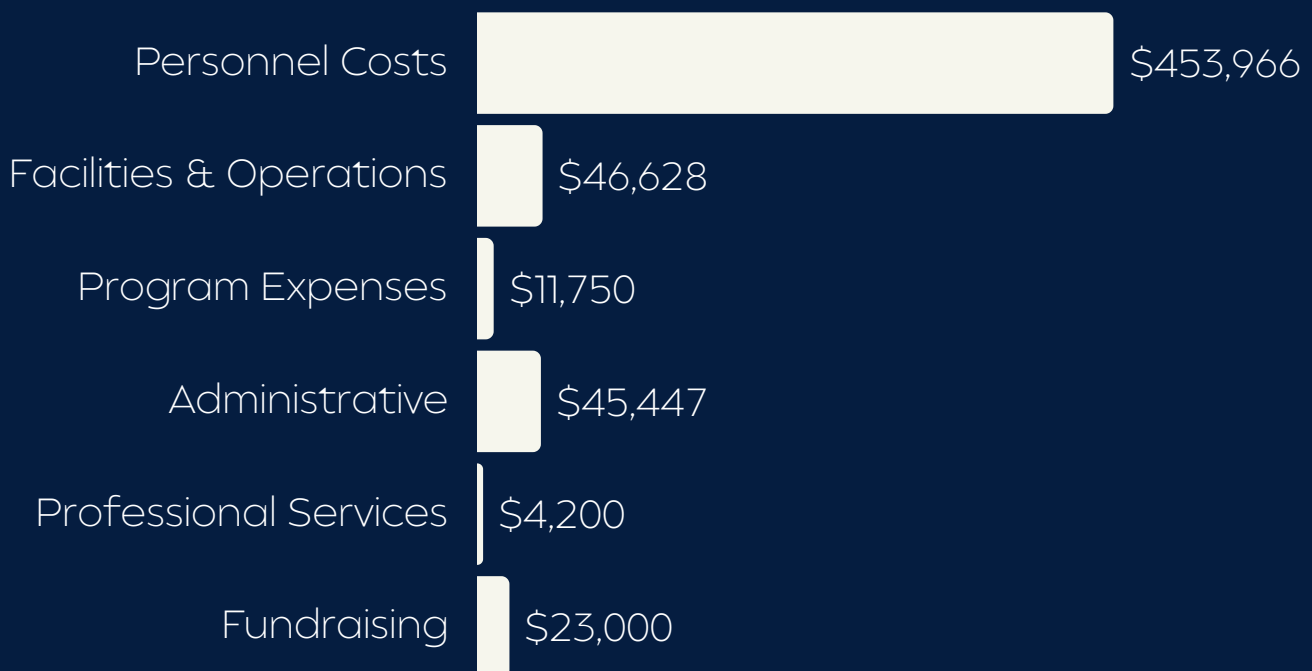 Personnel Costs $453,966
Facilities & Operations $46,628
Program Expenses $11,750
Administrative $45,447
Professional Services $4,200
Fundraising $23,000